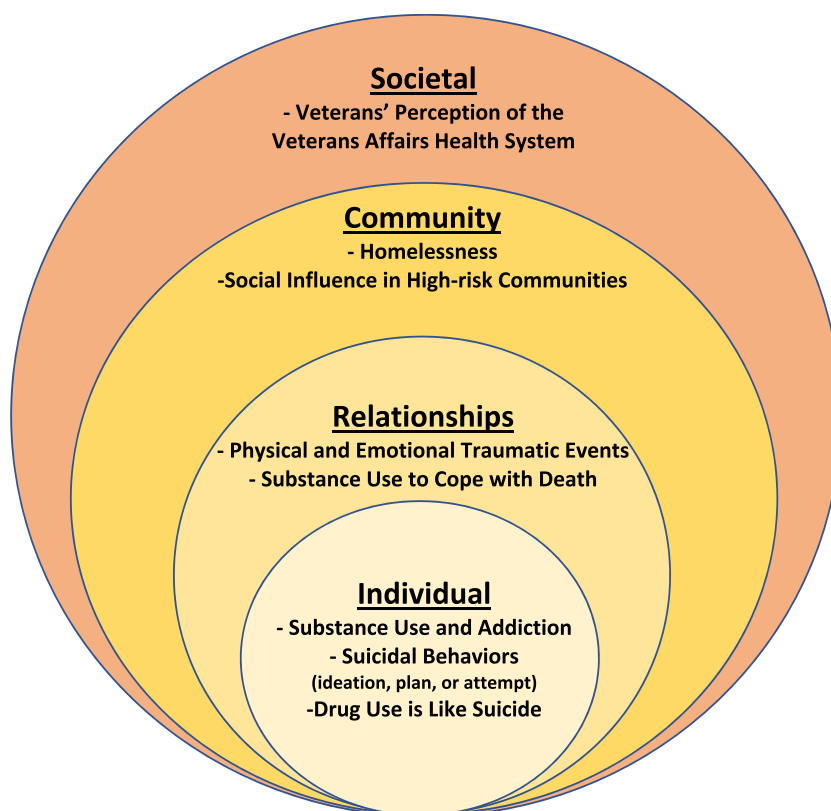 Societal
- Veterans’ Perception of the
Veterans Affairs Health System
Community
- Homelessness
-Social Influence in High-risk Communities
Relationships
- Physical and Emotional Traumatic Events
- Substance Use to Cope with Death
Individual
- Substance Use and Addiction
- Suicidal Behaviors
(ideation, plan, or attempt)
-Drug Use is Like Suicide